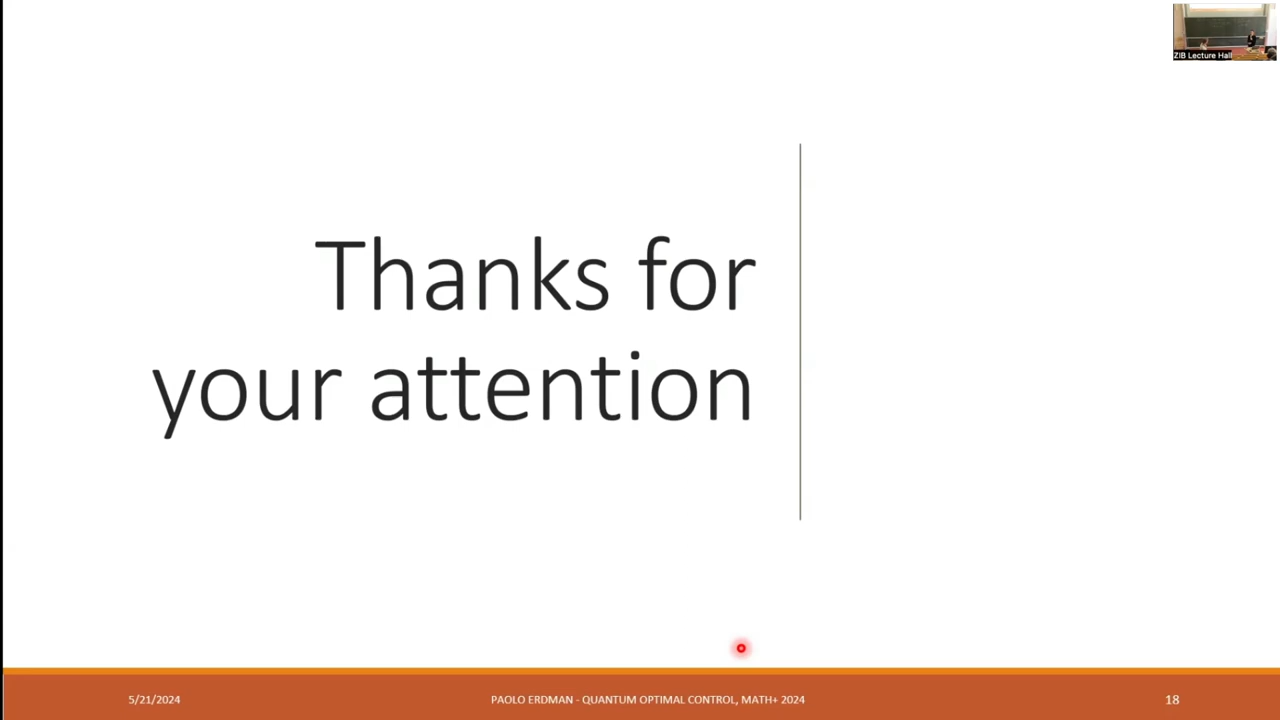 ZIB Lecture Hall
Thanks for
your attention
5/21/2024
PAOLO ERDMAN - QUANTUM OPTIMAL CONTROL, MATH+ 2024
18